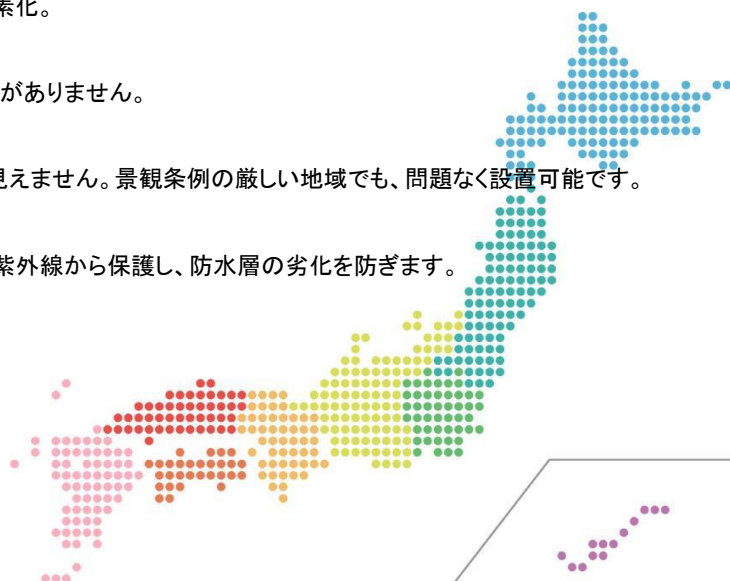 素化。
がありません。
見えません。景観条例の厳しい地域でも、問題なく設置可能です。
紫外線から保護し、防水層の劣化を防ぎます。